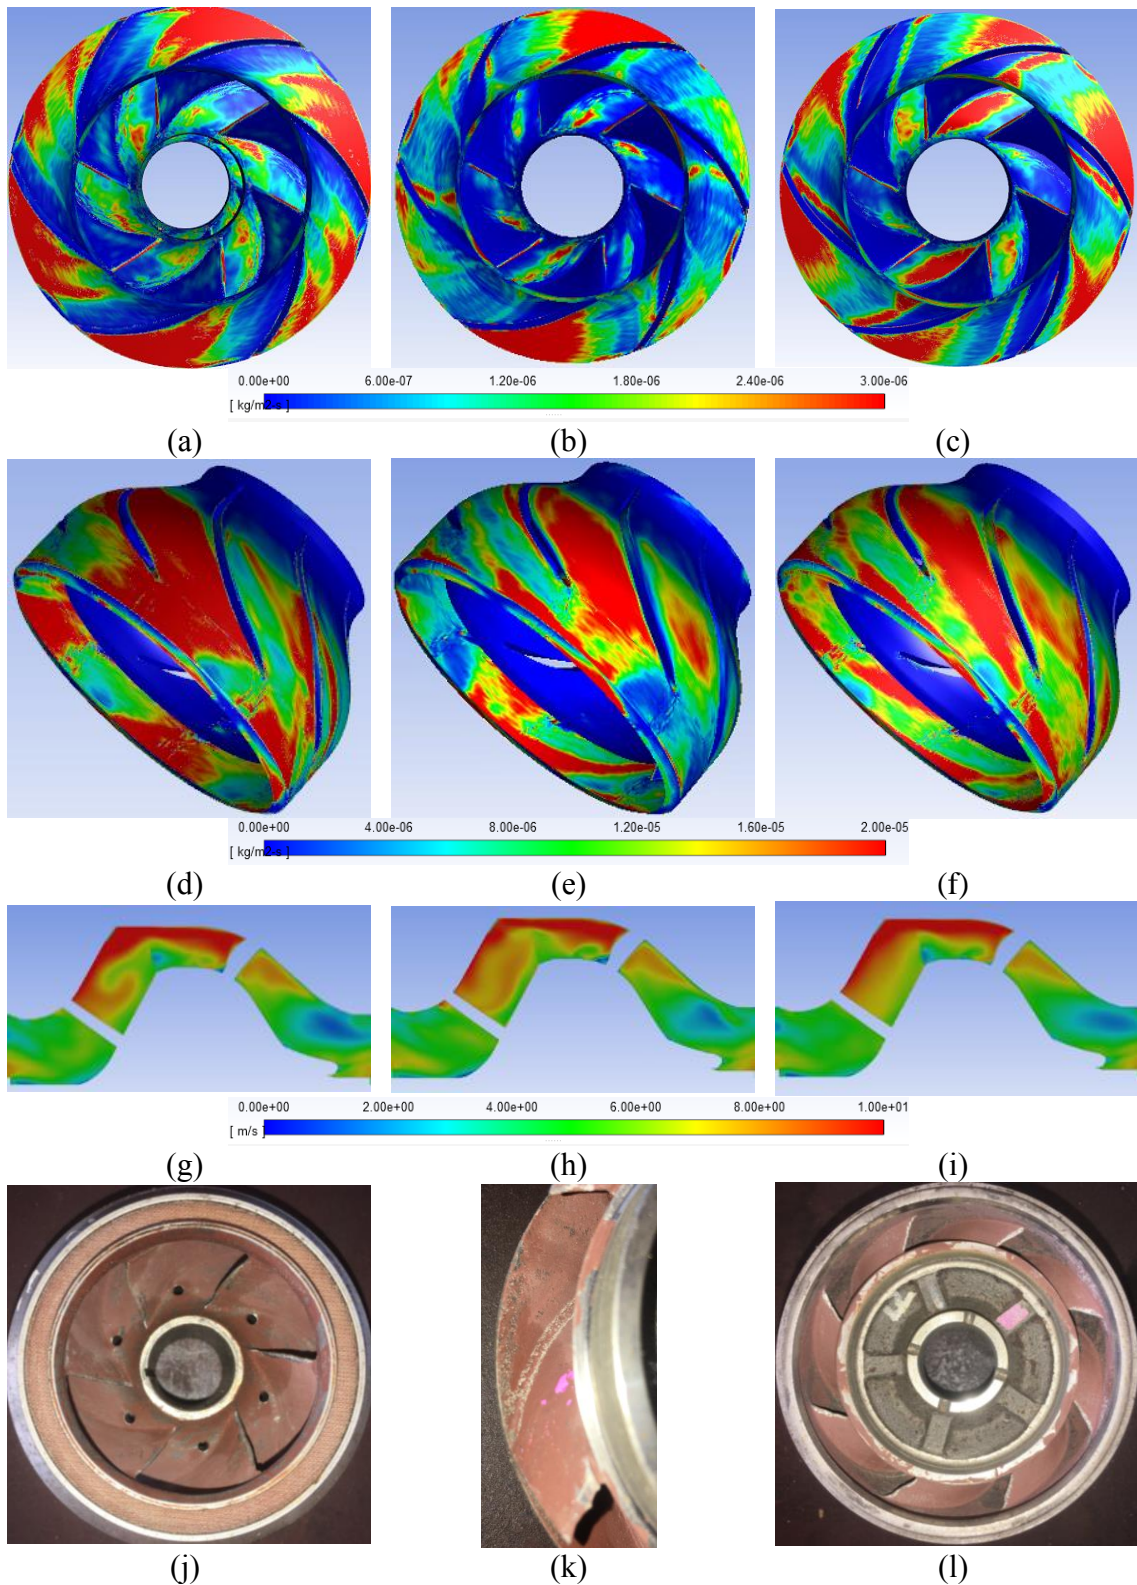 0.00e+00 6.00e-07 1.20e-06 1.80e-06 2.40e-06 3.00e-06
[ kg/m2-s ]
(a) (b) (c)
0.00e+00 4.00e-06 8.00e-06 1.20e-05 1.60e-05 2.00e-05
[ kg/m2-s ]
(d) (e) (f)
0.00e+00 2.00e+00 4.00e+00 6.00e+00 8.00e+00 1.00e+01
[ m/s ]
(g) (h) (i)
(j) (k) (l)